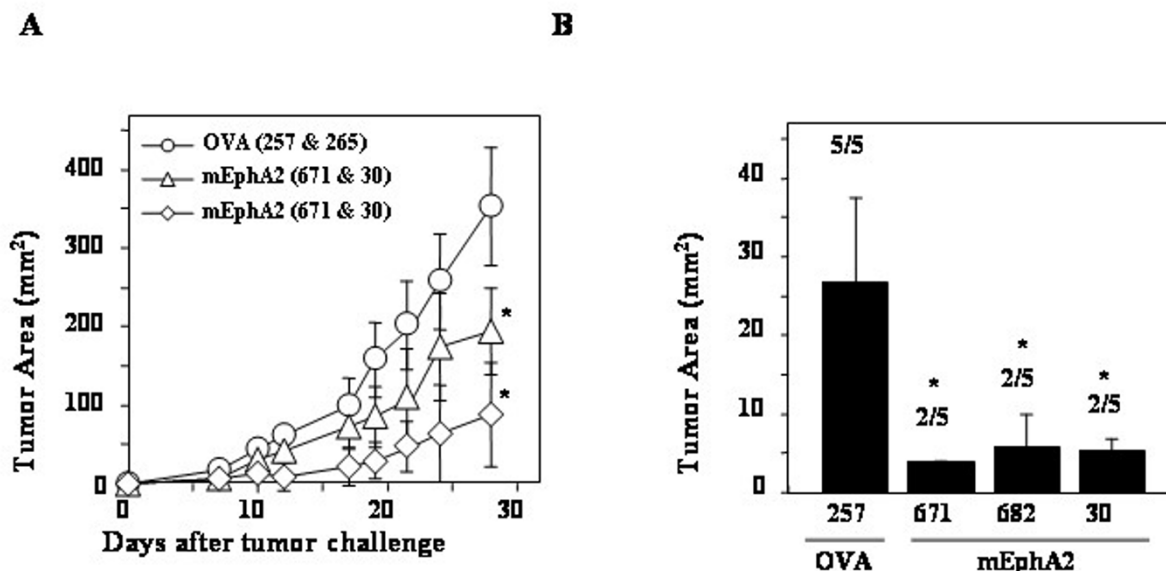 A
B
OVA (257 & 265)
mEphA2 (671 & 30)
mEphA2 (671 & 30)
Tumor Area (mm²)
400
300
200
100
0
*
*
0 10 20 30
Days after tumor challenge
Tumor Area (mm²)
40
30
20
10
0
5/5
*
2/5
*
2/5
*
2/5
257 671 682 30
OVA mEphA2